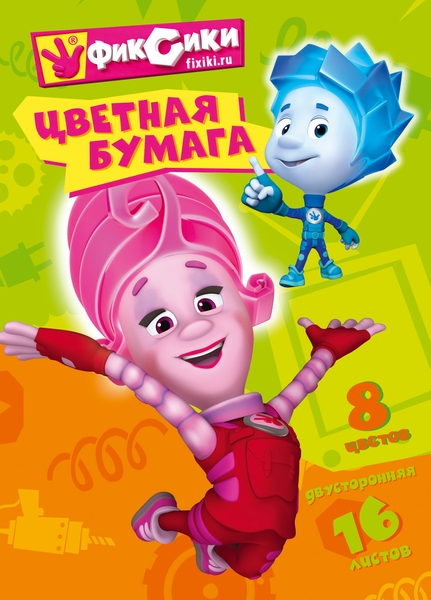 ФИКСИКИ
®
fixiki.ru
ЦВЕТНАЯ
БУМАГА
8
цветов
двусторонняя
16
листов